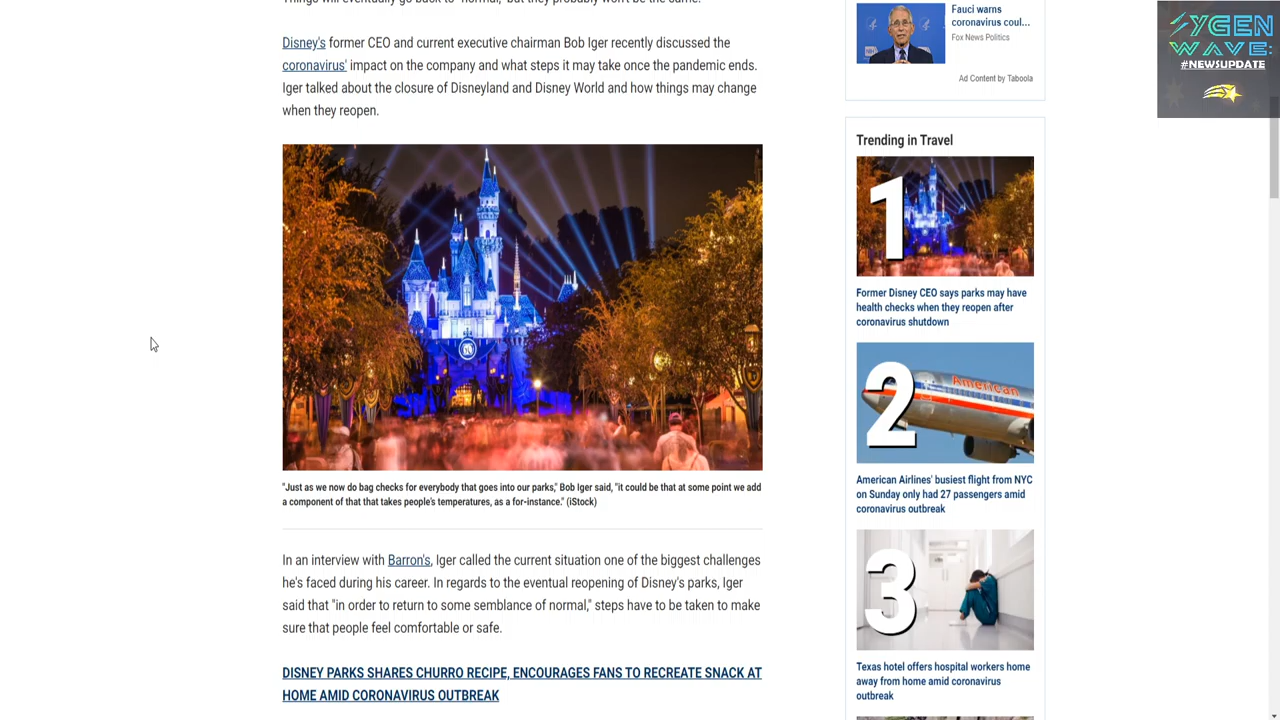 Things will eventually go back to "normal," but they probably won't be the same.
Disney's former CEO and current executive chairman Bob Iger recently discussed the
coronavirus' impact on the company and what steps it may take once the pandemic ends.
Iger talked about the closure of Disneyland and Disney World and how things may change
when they reopen.
"Just as we now do bag checks for everybody that goes into our parks," Bob Iger said, "it could be that at some point we add
a component of that that takes people's temperatures, as a for-instance." (iStock)
In an interview with Barron's, Iger called the current situation one of the biggest challenges
he's faced during his career. In regards to the eventual reopening of Disney's parks, Iger
said that "in order to return to some semblance of normal," steps have to be taken to make
sure that people feel comfortable or safe.
DISNEY PARKS SHARES CHURRO RECIPE, ENCOURAGES FANS TO RECREATE SNACK AT
HOME AMID CORONAVIRUS OUTBREAK
Fauci warns
coronavirus coul...
Fox News Politics
Ad Content by Taboola
Trending in Travel
1
Former Disney CEO says parks may have
health checks when they reopen after
coronavirus shutdown
2
American
American Airlines' busiest flight from NYC
on Sunday only had 27 passengers amid
coronavirus outbreak
3
Texas hotel offers hospital workers home
away from home amid coronavirus
outbreak
XYGEN
WAVE:
#NEWSUPDATE